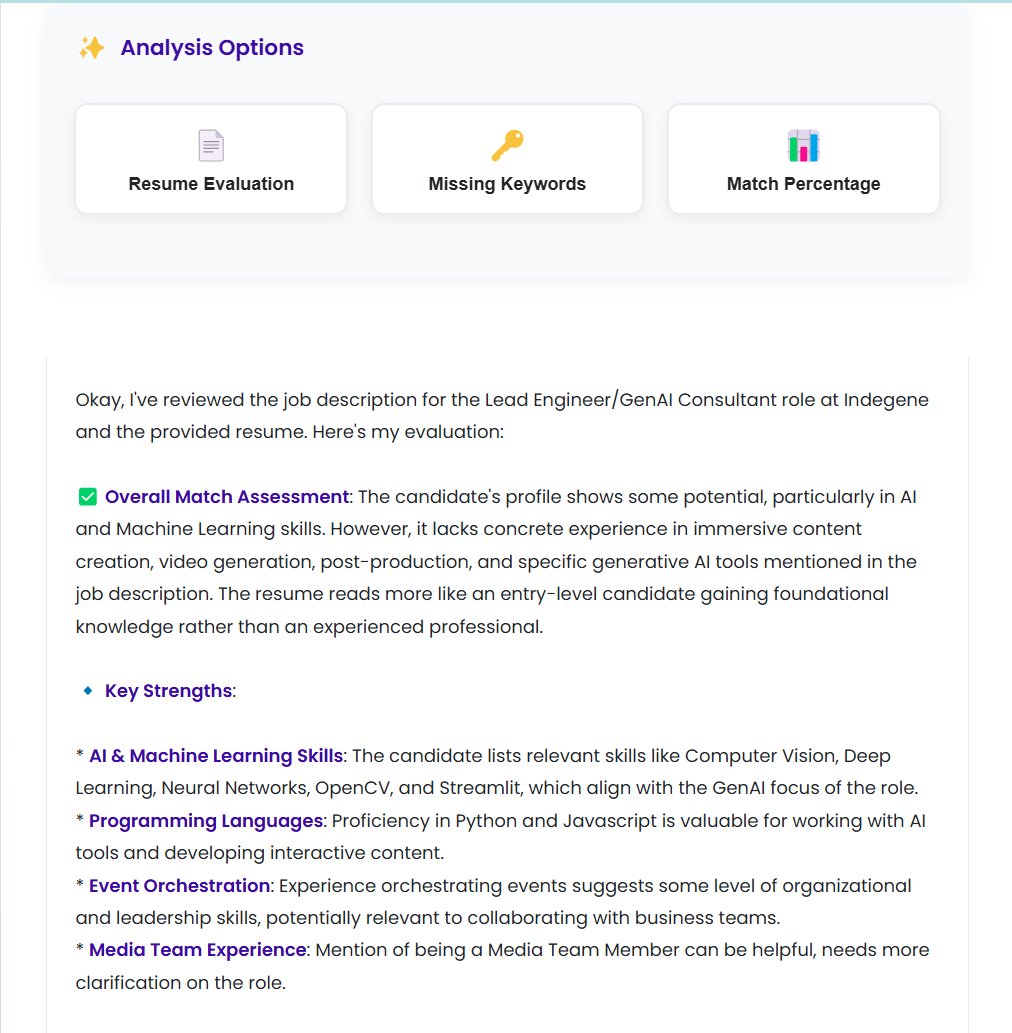 Analysis Options
Resume Evaluation
Missing Keywords
Match Percentage
Okay, I've reviewed the job description for the Lead Engineer/GenAI Consultant role at Indegene
and the provided resume. Here's my evaluation:
Overall Match Assessment: The candidate's profile shows some potential, particularly in AI
and Machine Learning skills. However, it lacks concrete experience in immersive content
creation, video generation, post-production, and specific generative AI tools mentioned in the
job description. The resume reads more like an entry-level candidate gaining foundational
knowledge rather than an experienced professional.
Key Strengths:
* AI & Machine Learning Skills: The candidate lists relevant skills like Computer Vision, Deep
Learning, Neural Networks, OpenCV, and Streamlit, which align with the GenAI focus of the role.
* Programming Languages: Proficiency in Python and Javascript is valuable for working with AI
tools and developing interactive content.
* Event Orchestration: Experience orchestrating events suggests some level of organizational
and leadership skills, potentially relevant to collaborating with business teams.
* Media Team Experience: Mention of being a Media Team Member can be helpful, needs more
clarification on the role.